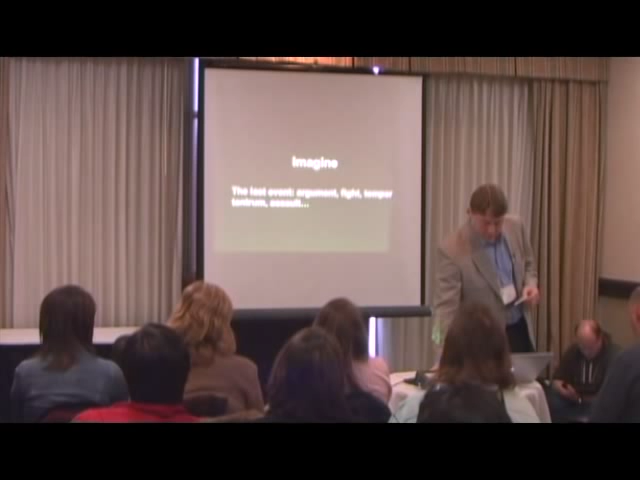 Imagine
The last event: argument, fight, temper
tantrum, assault...